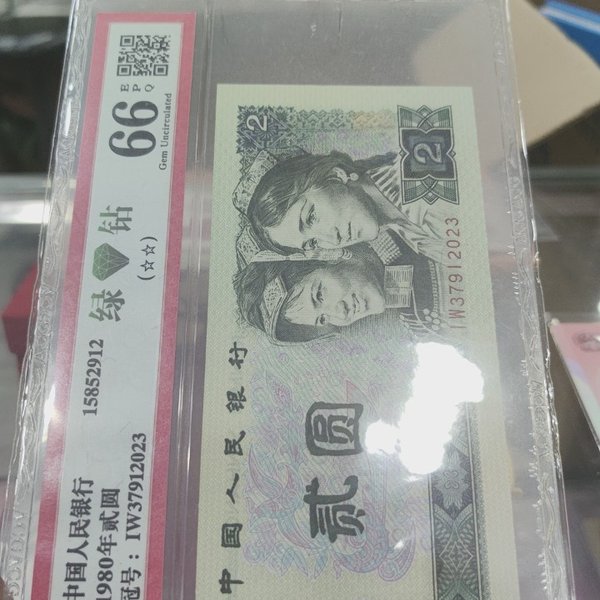 中国人民银行
1980年贰圆
冠号: IW37912023
15852912
绿 钻
(☆☆)
66
EPQ
Gem Uncirculated
2
2
IW37912023
中国人民银行
贰圆